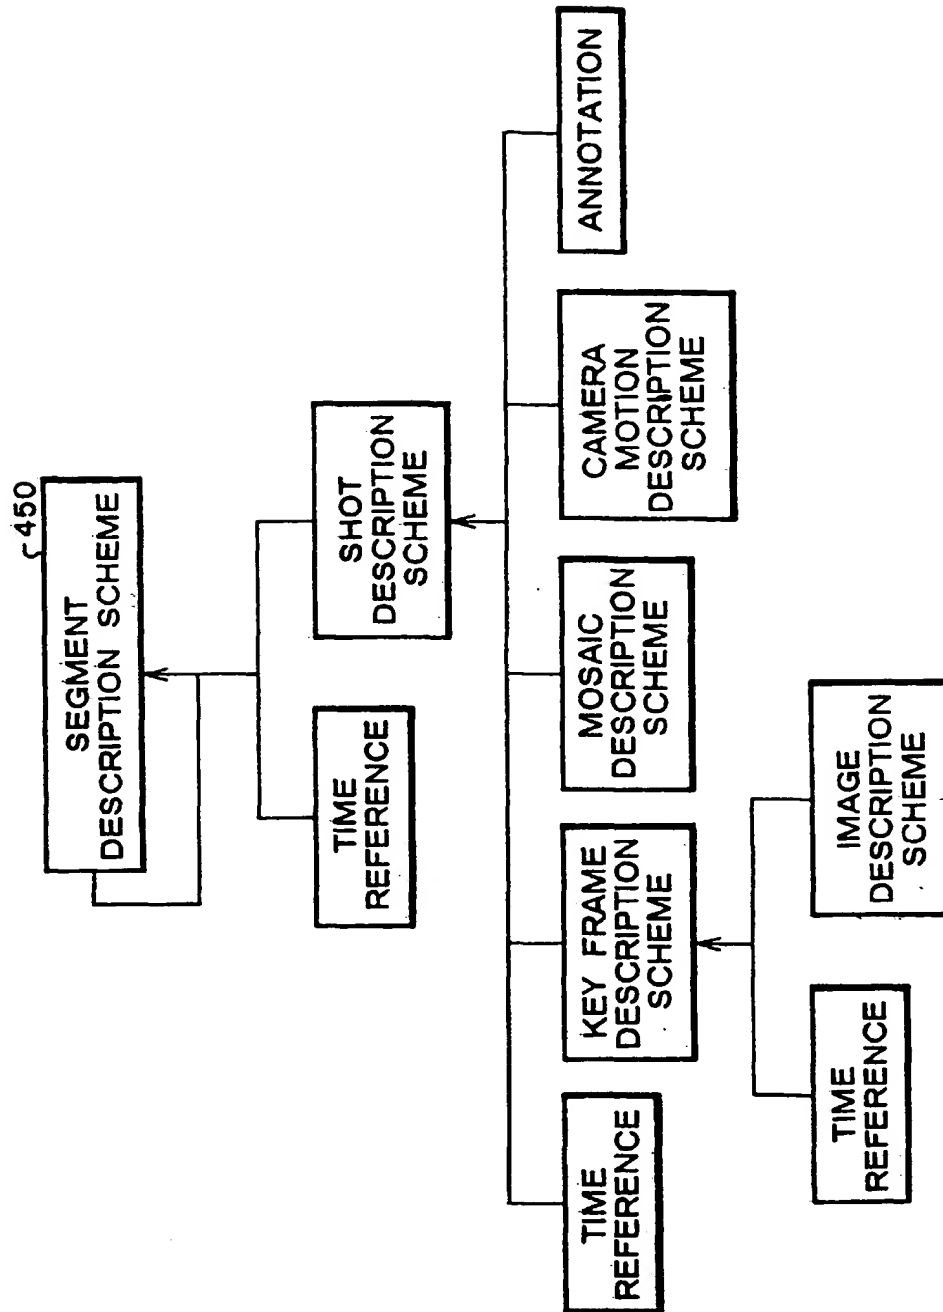 450
SEGMENT
DESCRIPTION SCHEME
TIME
REFERENCE
SHOT
DESCRIPTION
SCHEME
TIME
REFERENCE
KEY FRAME
DESCRIPTION
SCHEME
MOSAIC
DESCRIPTION
SCHEME
CAMERA
MOTION
DESCRIPTION
SCHEME
ANNOTATION
TIME
REFERENCE
IMAGE
DESCRIPTION
SCHEME